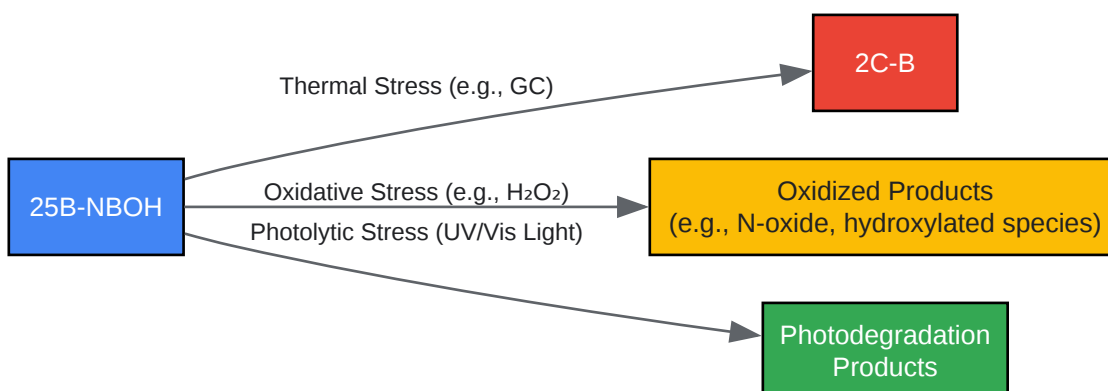 2C-B
Thermal Stress (e.g., GC)
25B-NBOH
Oxidative Stress (e.g., H₂O₂)
Photolytic Stress (UV/Vis Light)
Oxidized Products
(e.g., N-oxide, hydroxylated species)
Photodegradation
Products